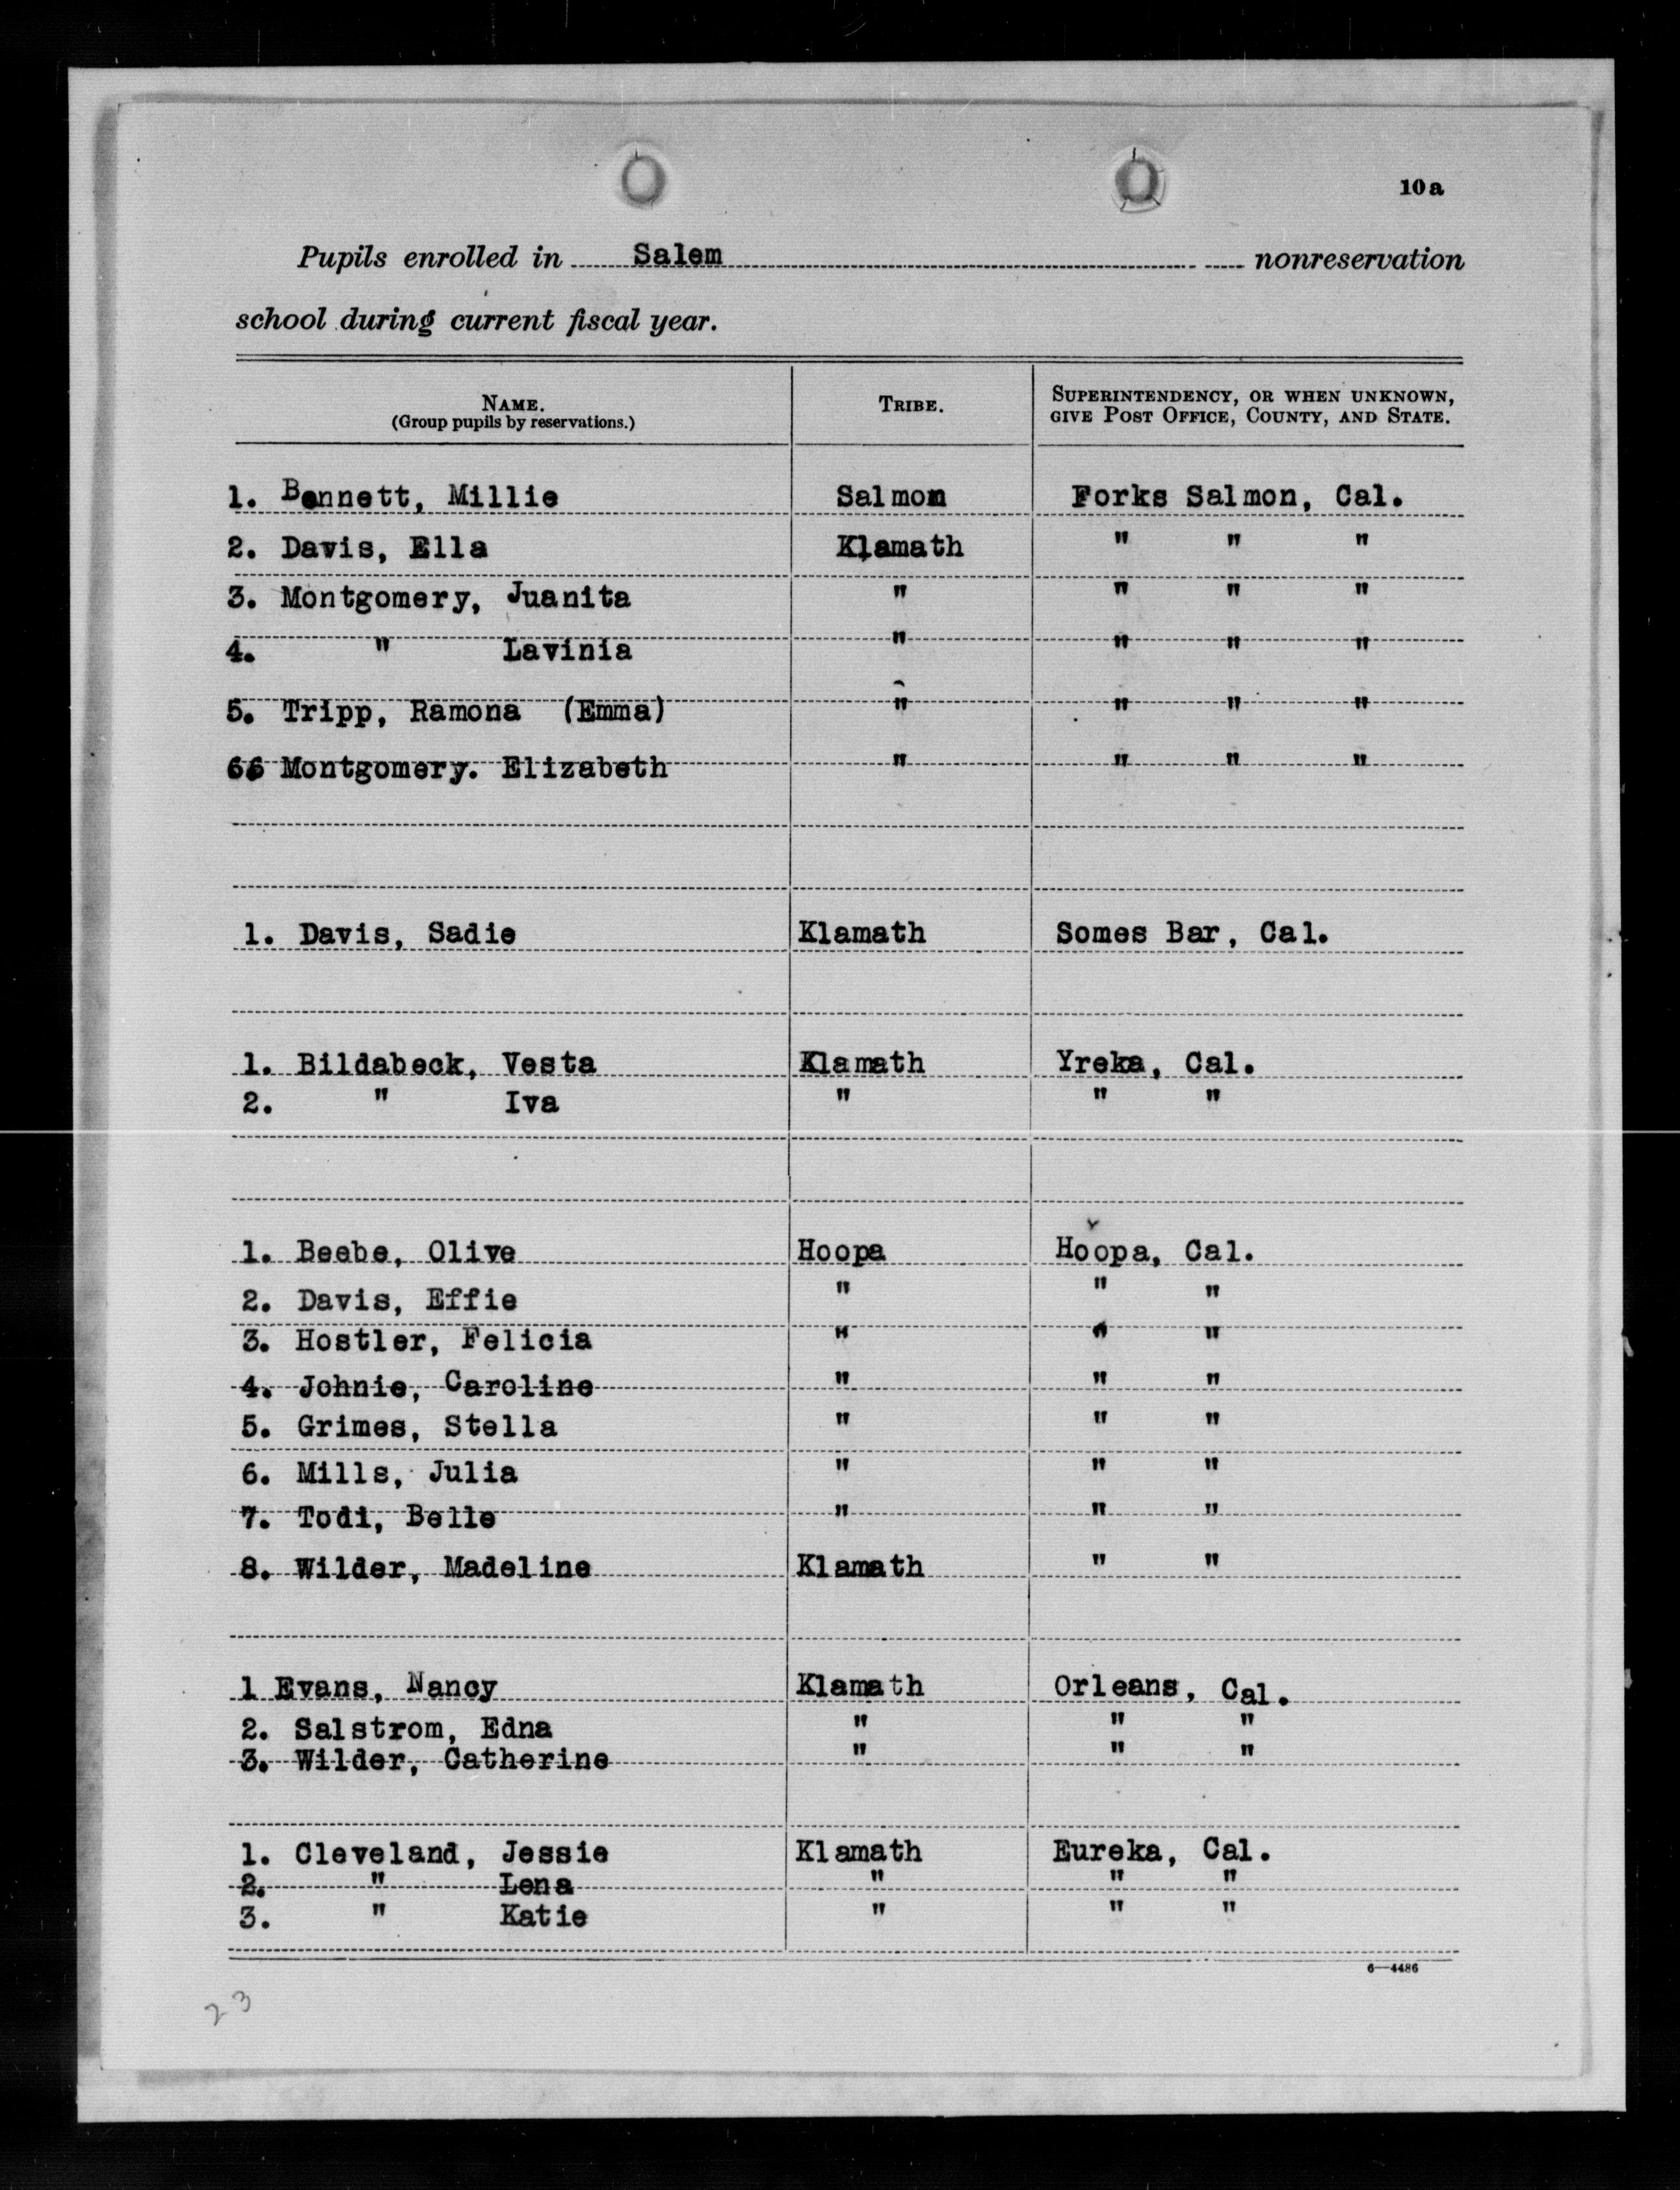 10a
Pupils enrolled in Salem nonreservation
school during current fiscal year.
NAME. TRIBE. SUPERINTENDENCY, OR WHEN UNKNOWN,
(Group pupils by reservations.) GIVE POST OFFICE, COUNTY, AND STATE.
1. Bennett, Millie Salmon Forks Salmon, Cal.
2. Davis, Ella Klamath " " "
3. Montgomery, Juanita " " " "
4. " Lavinia " " " "
5. Tripp, Ramona (Emma) " " " "
66 Montgomery. Elizabeth " " " "
1. Davis, Sadie Klamath Somes Bar, Cal.
1. Bildabeck, Vesta Klamath Yreka, Cal.
2. " Iva " " "
1. Beebe, Olive Hoopa Hoopa, Cal.
2. Davis, Effie " " "
3. Hostler, Felicia " " "
4. Johnie, Caroline " " "
5. Grimes, Stella " " "
6. Mills, Julia " " "
7. Todi, Belle " " "
8. Wilder, Madeline Klamath " "
1 Evans, Nancy Klamath Orleans, Cal.
2. Salstrom, Edna " " "
3. Wilder, Catherine " " "
1. Cleveland, Jessie Klamath Eureka, Cal.
2. " Lena " " "
3. " Katie " " "
6—4486
23